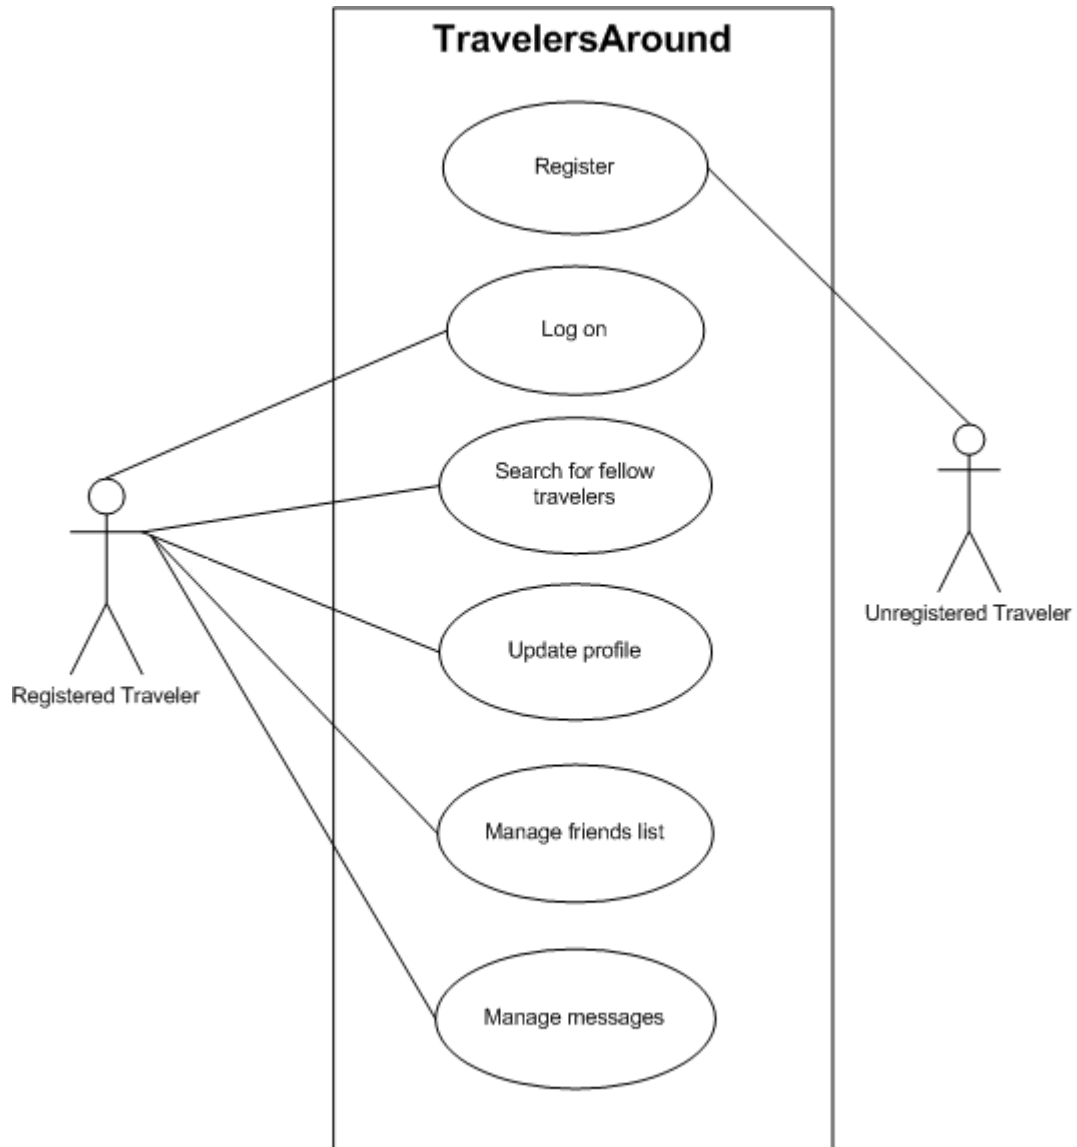 TravelersAround
Register
Log on
Search for fellow
travelers
Update profile
Manage friends list
Manage messages
Registered Traveler
Unregistered Traveler